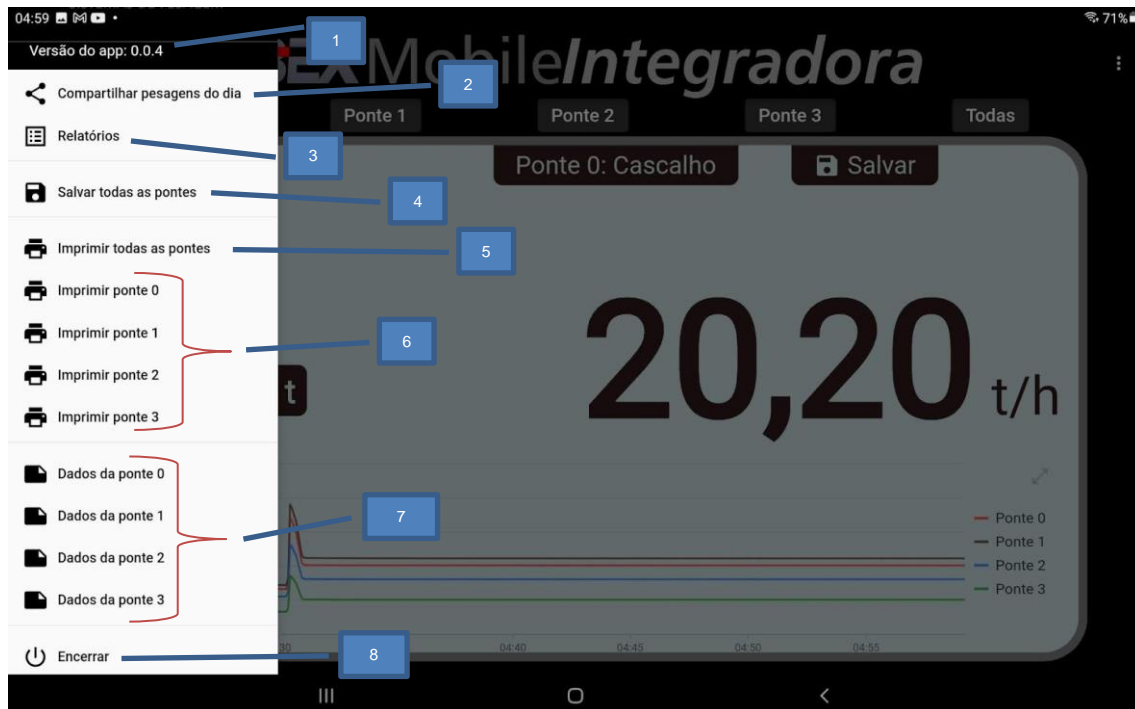 04:59
71%
Versão do app: 0.0.4
1
EX MobileIntegradora
Compartilhar pesagens do dia
2
Relatórios
3
Ponte 1
Ponte 2
Ponte 3
Todas
Ponte 0: Cascalho
Salvar
Salvar todas as pontes
4
Imprimir todas as pontes
5
Imprimir ponte 0
Imprimir ponte 1
Imprimir ponte 2
Imprimir ponte 3
6
t
20,20 t/h
Dados da ponte 0
Dados da ponte 1
Dados da ponte 2
Dados da ponte 3
7
Ponte 0
Ponte 1
Ponte 2
Ponte 3
30
04:40
04:45
04:50
04:55
Encerrar
8